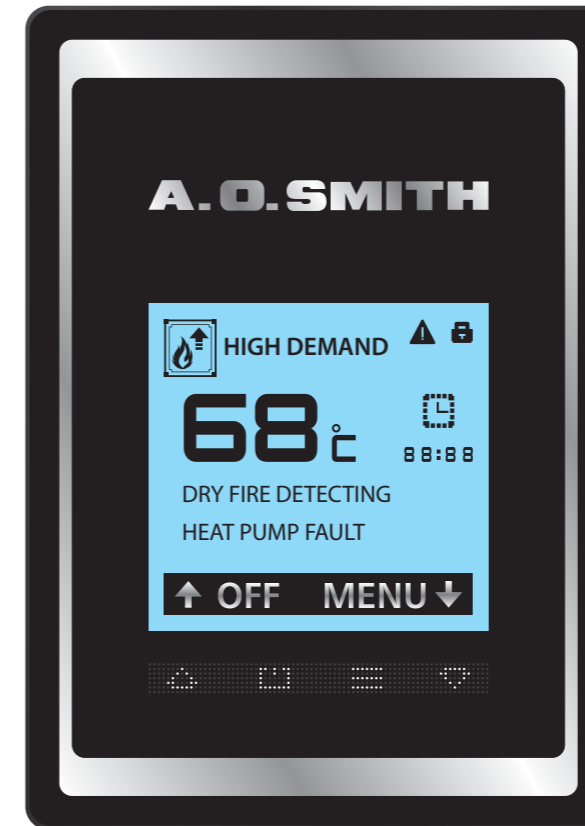 A.O.SMITH
HIGH DEMAND
68°C
88:88
DRY FIRE DETECTING
HEAT PUMP FAULT
OFF MENU